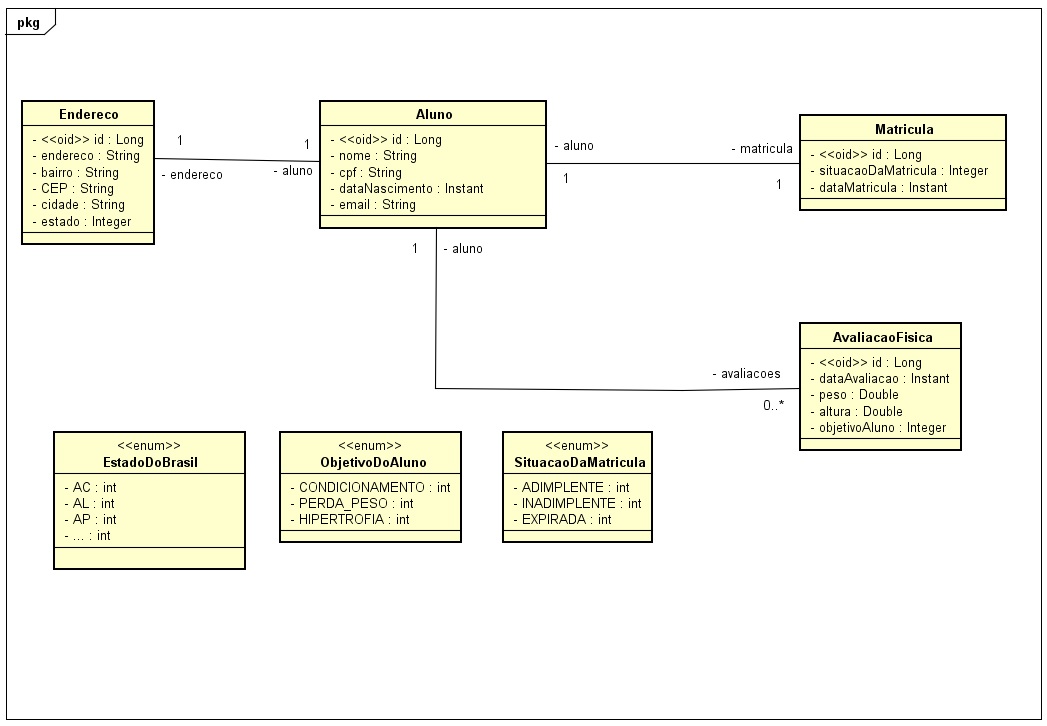 pkg
Endereco
- <<oid>> id : Long
- endereco : String
- bairro : String
- CEP : String
- cidade : String
- estado : Integer
1
- endereco
1
- aluno
Aluno
- <<oid>> id : Long
- nome : String
- cpf : String
- dataNascimento : Instant
- email : String
- aluno
1
- matricula
1
Matricula
- <<oid>> id : Long
- situacaoDaMatricula : Integer
- dataMatricula : Instant
1
- aluno
- avaliacoes
0..*
AvaliacaoFisica
- <<oid>> id : Long
- dataAvaliacao : Instant
- peso : Double
- altura : Double
- objetivoAluno : Integer
<<enum>>
EstadoDoBrasil
- AC : int
- AL : int
- AP : int
- ... : int
<<enum>>
ObjetivoDoAluno
- CONDICIONAMENTO : int
- PERDA_PESO : int
- HIPERTROFIA : int
<<enum>>
SituacaoDaMatricula
- ADIMPLENTE : int
- INADIMPLENTE : int
- EXPIRADA : int